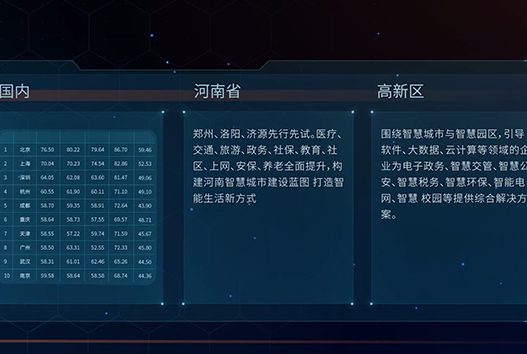 国内
1 北京 76.50 80.22 79.64 86.70 59.46
2 上海 70.04 70.23 74.54 82.86 52.53
3 深圳 64.05 62.08 63.60 81.47 49.06
4 杭州 60.55 61.90 60.11 71.10 49.10
5 成都 58.70 59.35 58.91 72.64 43.90
6 重庆 58.64 58.73 57.55 69.57 48.71
7 天津 58.55 57.22 59.74 71.59 45.67
8 广州 58.50 63.31 52.55 72.33 45.80
9 武汉 58.31 61.01 62.46 65.26 44.50
10 南京 59.58 58.64 58.58 68.74 44.36
河南省
郑州、洛阳、济源先行先试。医疗、
交通、旅游、政务、社保、教育、社
区、上网、安保、养老全面提升，构
建河南智慧城市建设蓝图 打造智
能生活新方式
高新区
围绕智慧城市与智慧园区，引导
软件、大数据、云计算等领域的企
业为电子政务、智慧交管、智慧公
安、智慧税务、智慧环保、智能电
网、智慧 校园等提供综合解决方
案。